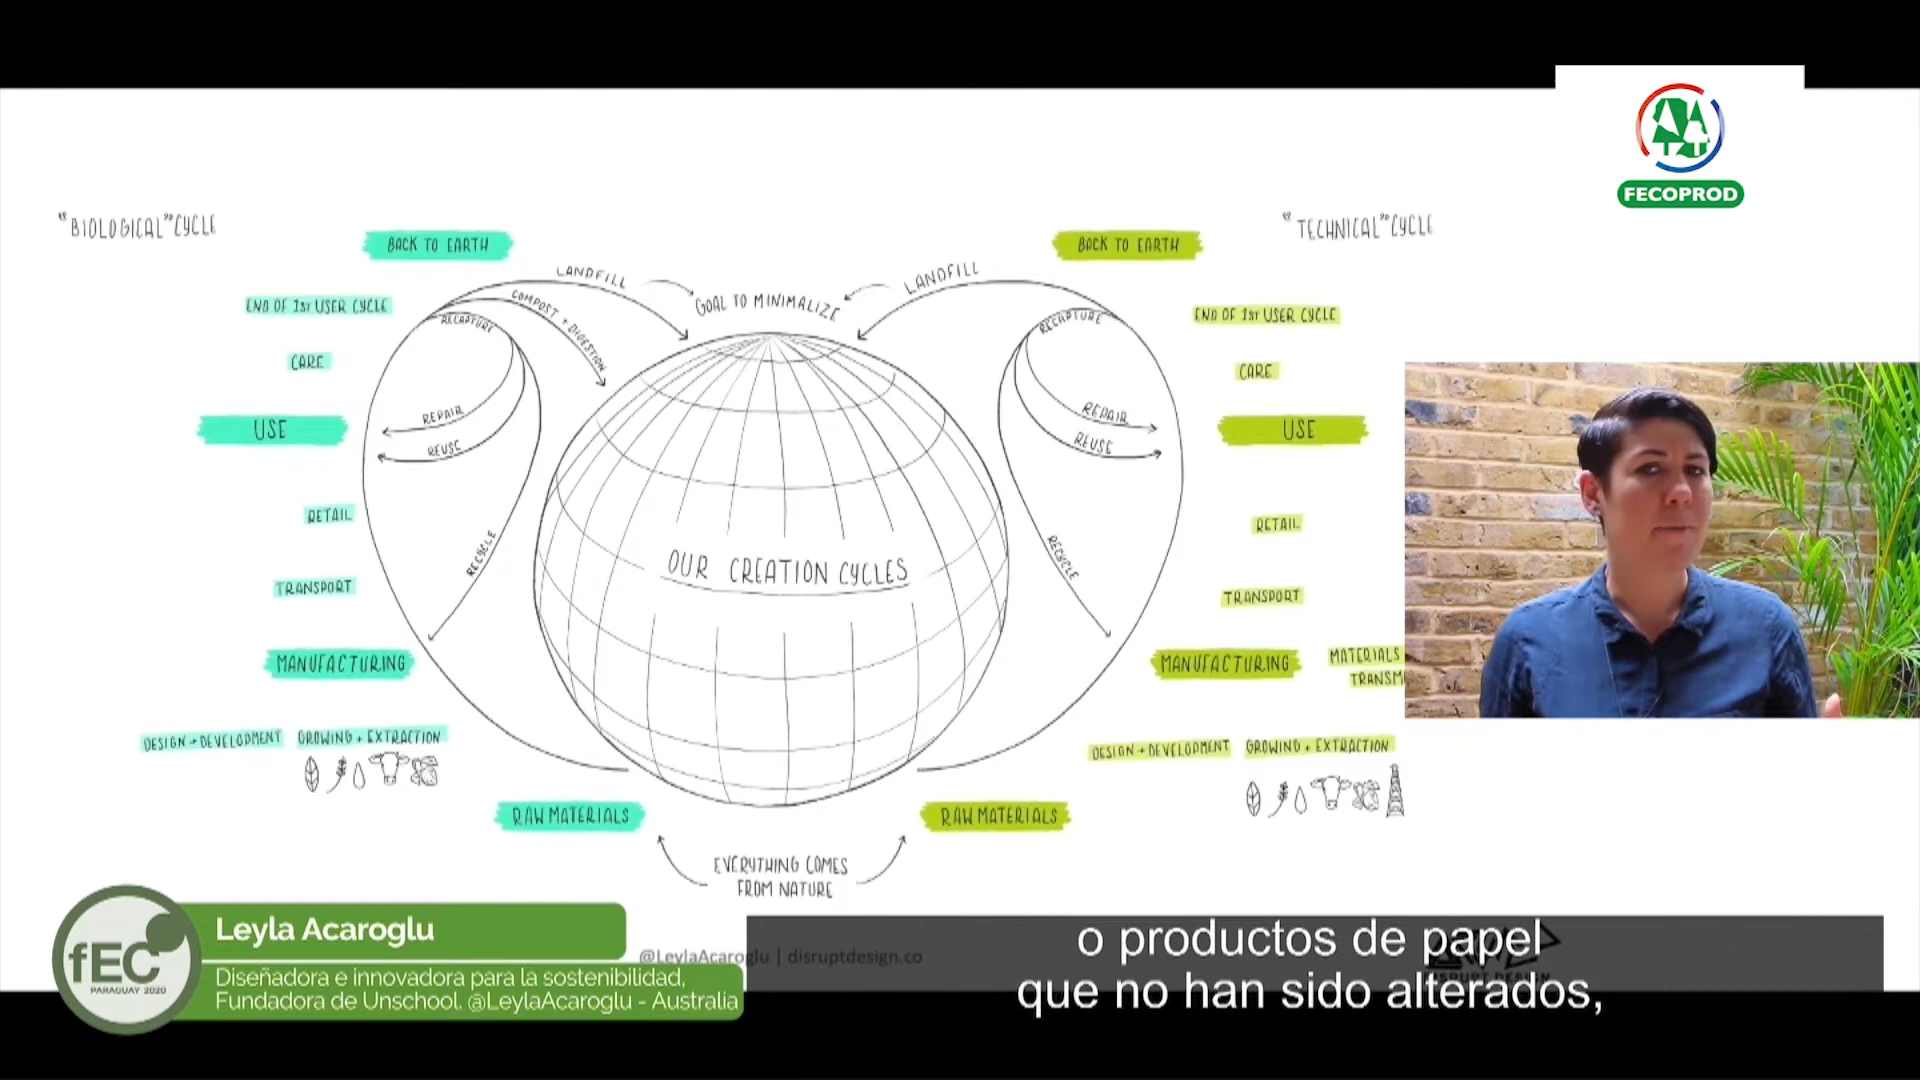 FECOPROD
"BIOLOGICAL" CYCLE
"TECHNICAL" CYCLE
BACK TO EARTH
BACK TO EARTH
LANDFILL
LANDFILL
COMPOST + DIGESTION
GOAL TO MINIMALIZE
END OF 1ST USER CYCLE
RECAPTURE
RECAPTURE
END OF 1ST USER CYCLE
CARE
CARE
REPAIR
REPAIR
USE
REUSE
REUSE
USE
RETAIL
RETAIL
RECYCLE
RECYCLE
OUR CREATION CYCLES
TRANSPORT
TRANSPORT
MANUFACTURING
MANUFACTURING
MATERIALS
DESIGN + DEVELOPMENT
GROWING + EXTRACTION
DESIGN + DEVELOPMENT
GROWING + EXTRACTION
RAW MATERIALS
RAW MATERIALS
EVERYTHING COMES
FROM NATURE
fEC
PARAGUAY 2020
Leyla Acaroglu
Diseñadora e innovadora para la sostenibilidad,
Fundadora de Unschool. @LeylaAcaroglu - Australia
@LeylaAcaroglu | disruptdesign.co
DISRUPT DESIGN
o productos de papel
que no han sido alterados,